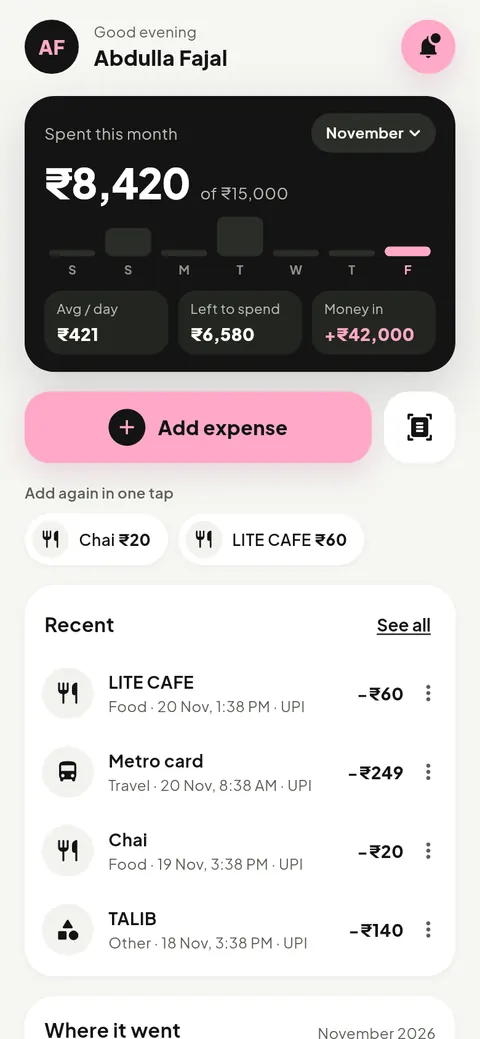 AF
Good evening
Abdulla Fajal
Spent this month
November
₹8,420 of ₹15,000
S S M T W T F
Avg / day
₹421
Left to spend
₹6,580
Money in
+₹42,000
Add expense
Add again in one tap
Chai ₹20
LITE CAFE ₹60
Recent
See all
LITE CAFE
Food · 20 Nov, 1:38 PM · UPI
−₹60
Metro card
Travel · 20 Nov, 8:38 AM · UPI
−₹249
Chai
Food · 19 Nov, 3:38 PM · UPI
−₹20
TALIB
Other · 18 Nov, 3:38 PM · UPI
−₹140
Where it went
November 2026